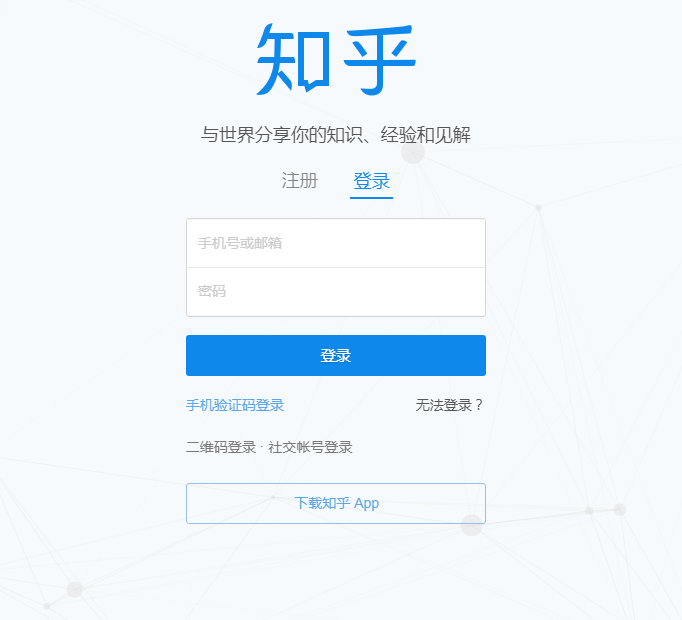 知乎
与世界分享你的知识、经验和见解
注册 登录
手机号或邮箱
密码
登录
手机验证码登录 无法登录？
二维码登录 · 社交帐号登录
下载知乎 App